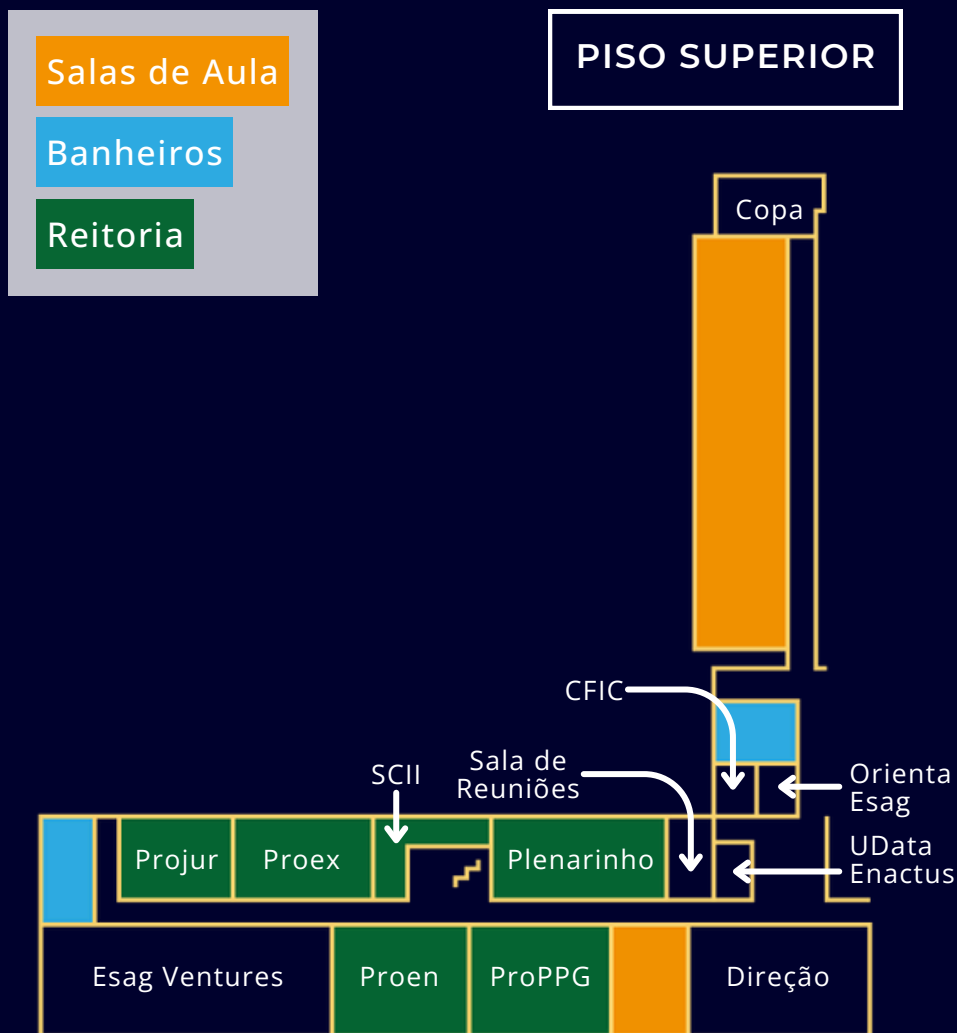 Salas de Aula
Banheiros
Reitoria
PISO SUPERIOR
Copa
CFIC
Sala de
Reuniões
SCII
Orienta
Esag
UData
Enactus
Projur
Proex
Plenarinho
Esag Ventures
Proen
ProPPG
Direção